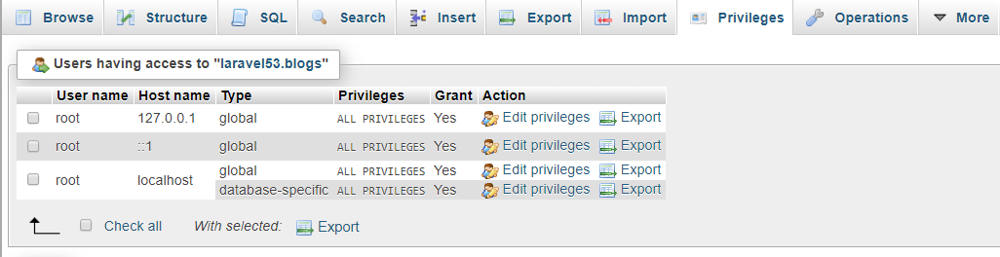 Browse Structure SQL Search Insert Export Import Privileges Operations More
Users having access to "laravel53.blogs"
User name Host name Type Privileges Grant Action
root 127.0.0.1 global ALL PRIVILEGES Yes Edit privileges Export
root ::1 global ALL PRIVILEGES Yes Edit privileges Export
root localhost global ALL PRIVILEGES Yes Edit privileges Export
database-specific ALL PRIVILEGES Yes Edit privileges Export
Check all With selected: Export